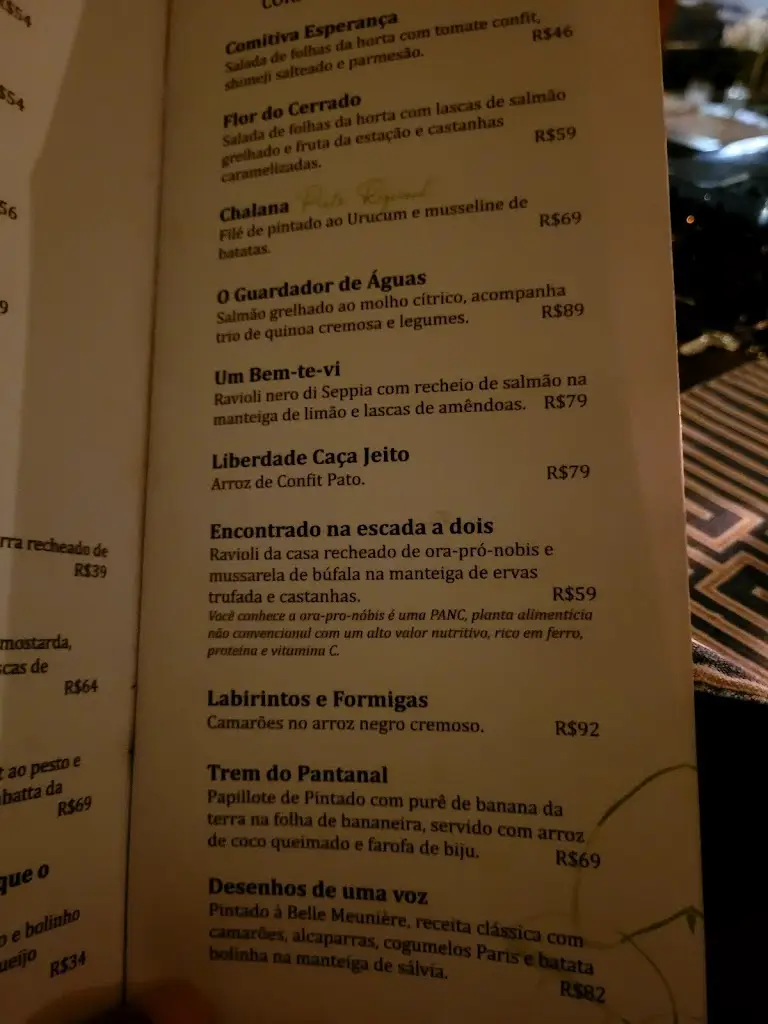 R$54
R$54
56
9
rra recheado de
R$39
mostarda,
cas de
R$64
t ao pesto e
batta da
R$69
que o
o e bolinho
ueijo
R$34
Comitiva Esperança
Salada de folhas da horta com tomate confit,
shimeji salteado e parmesão.
R$46
Flor do Cerrado
Salada de folhas da horta com lascas de salmão
grelhado e fruta da estação e castanhas
caramelizadas.
R$59
Chalana Prato Regional
Filé de pintado ao Urucum e musseline de
batatas.
R$69
O Guardador de Águas
Salmão grelhado ao molho cítrico, acompanha
trio de quinoa cremosa e legumes.
R$89
Um Bem-te-vi
Ravioli nero di Seppia com recheio de salmão na
manteiga de limão e lascas de amêndoas. R$79
Liberdade Caça Jeito
Arroz de Confit Pato. R$79
Encontrado na escada a dois
Ravioli da casa recheado de ora-pró-nobis e
mussarela de búfala na manteiga de ervas
trufada e castanhas. R$59
Você conhece a ora-pro-nóbis é uma PANC, planta alimentícia
não convencional com um alto valor nutritivo, rico em ferro,
proteína e vitamina C.
Labirintos e Formigas
Camarões no arroz negro cremoso. R$92
Trem do Pantanal
Papillote de Pintado com purê de banana da
terra na folha de bananeira, servido com arroz
de coco queimado e farofa de biju. R$69
Desenhos de uma voz
Pintado à Belle Meunière, receita clássica com
camarões, alcaparras, cogumelos Paris e batata
bolinha na manteiga de sálvia.
R$82